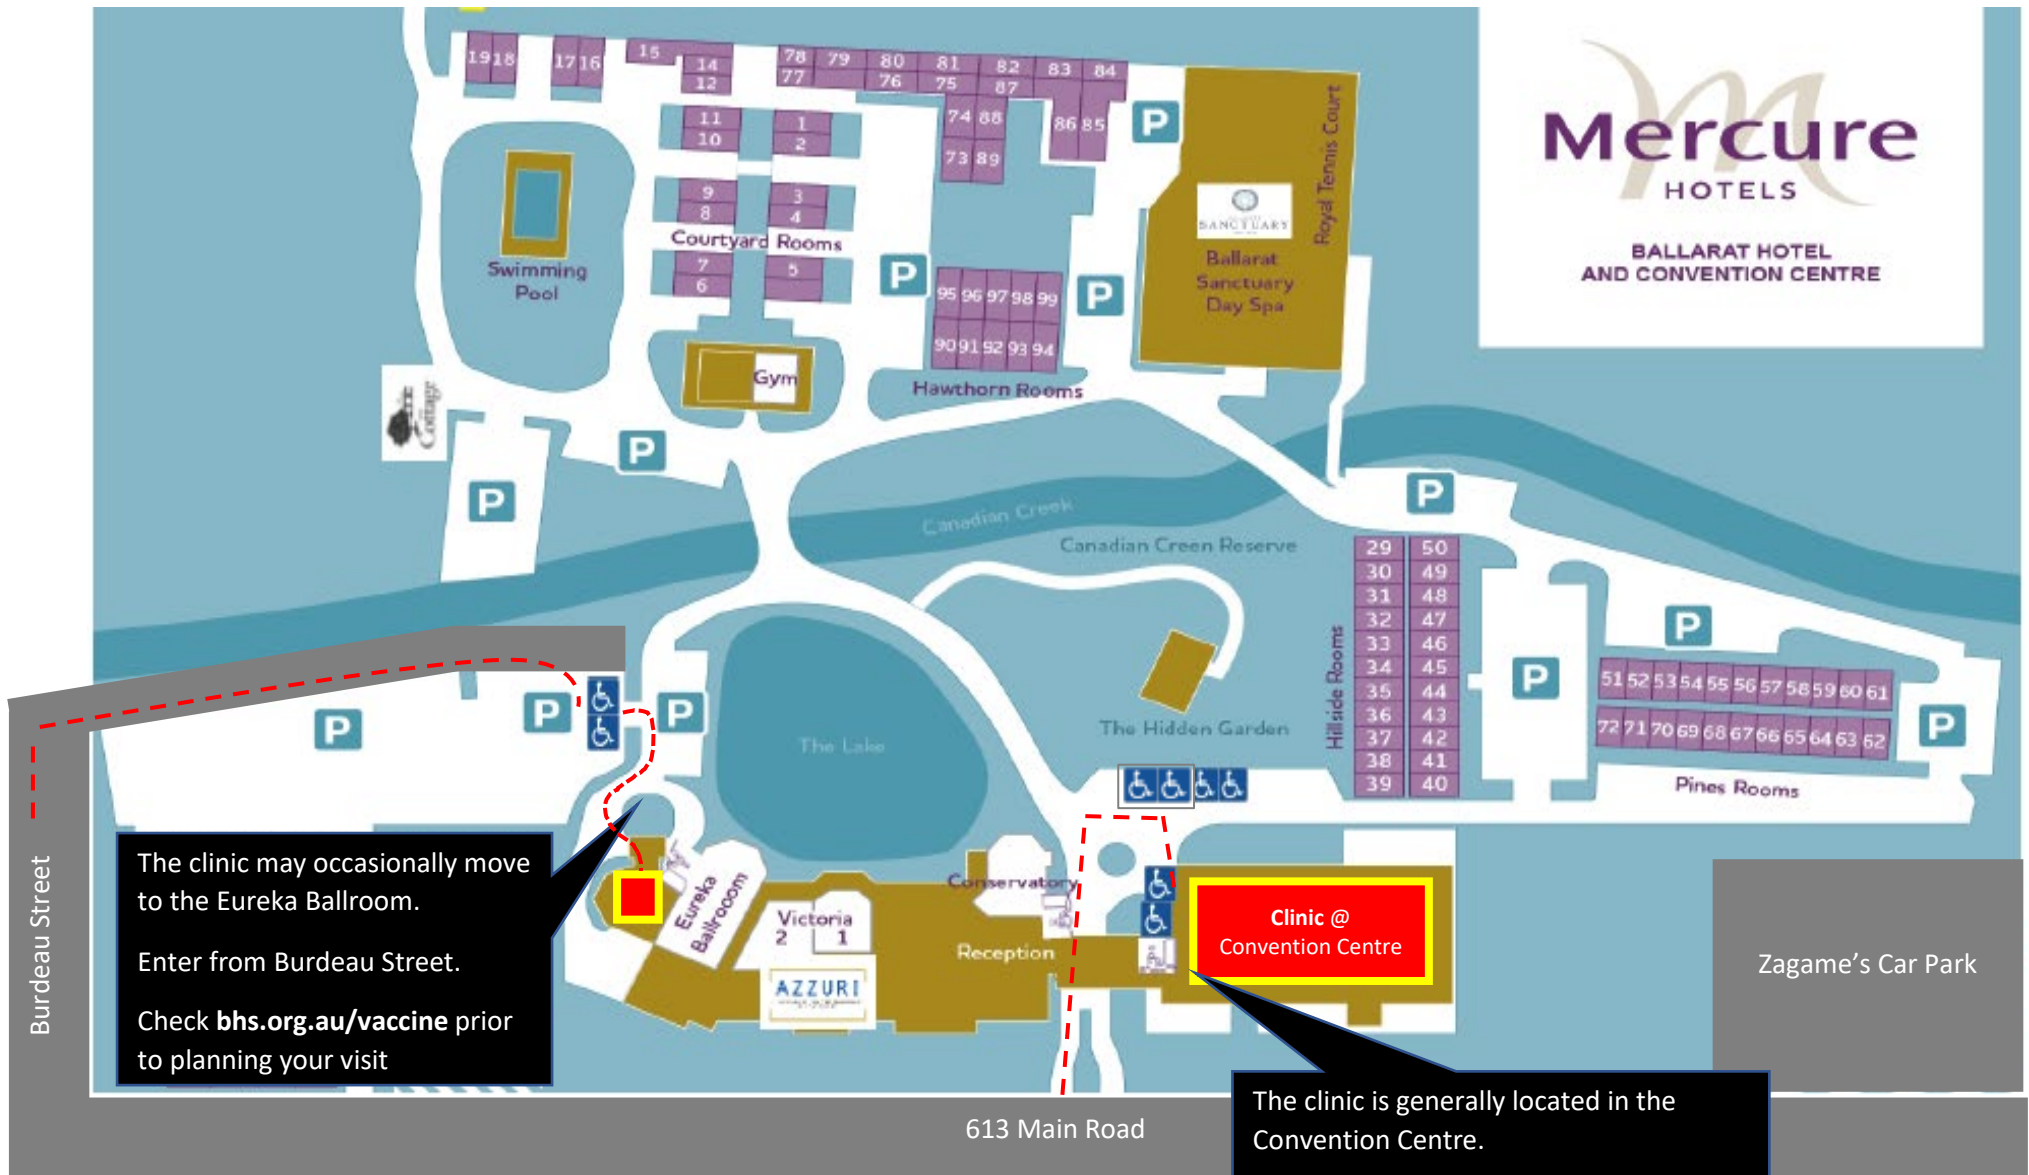 19 18
17 16
15
14
12
78 79 80 81 82 83 84
77 76 75 87
11
10
1
2
74 88
86 85
73 89
P
Royal Tennis Court
Mercure
HOTELS
BALLARAT HOTEL
AND CONVENTION CENTRE
9
8
3
4
Courtyard Rooms
7
6
5
SANCTUARY
Ballarat
Sanctuary
Day Spa
Swimming
Pool
P
P
95 96 97 98 99
90 91 92 93 94
Hawthorn Rooms
Gym
Cottage
P
P
P
Canadian Creek
Canadian Creen Reserve
29 50
30 49
31 48
32 47
33 46
34 45
35 44
36 43
37 42
38 41
39 40
Hillside Rooms
P
P
51 52 53 54 55 56 57 58 59 60 61
72 71 70 69 68 67 66 65 64 63 62
P
Pines Rooms
P
P
P
The Lake
The Hidden Garden
Burdeau Street
The clinic may occasionally move
to the Eureka Ballroom.
Enter from Burdeau Street.
Check bhs.org.au/vaccine prior
to planning your visit
Eureka
Ballrooom
Victoria
2 1
AZZURI
Conservatory
Reception
Clinic @
Convention Centre
Zagame’s Car Park
The clinic is generally located in the
Convention Centre.
613 Main Road